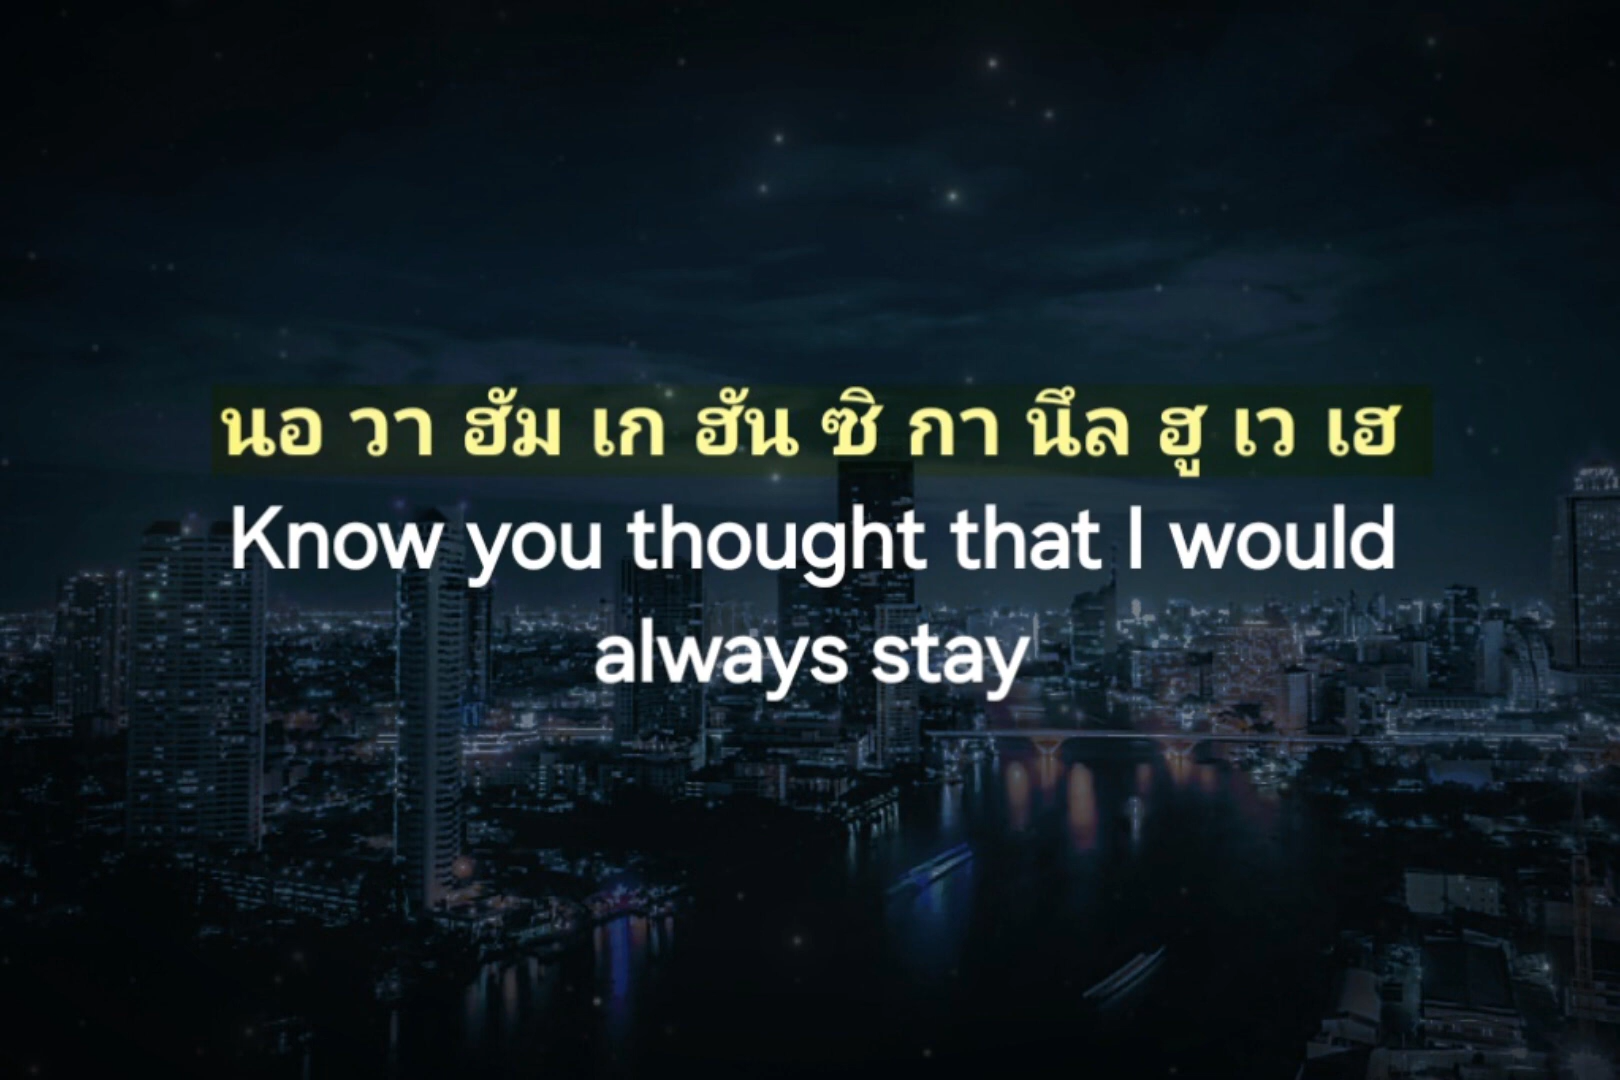 นอ วา ฮัม เก ฮัน ซิ กา นึล ฮู เว เฮ
Know you thought that I would
always stay